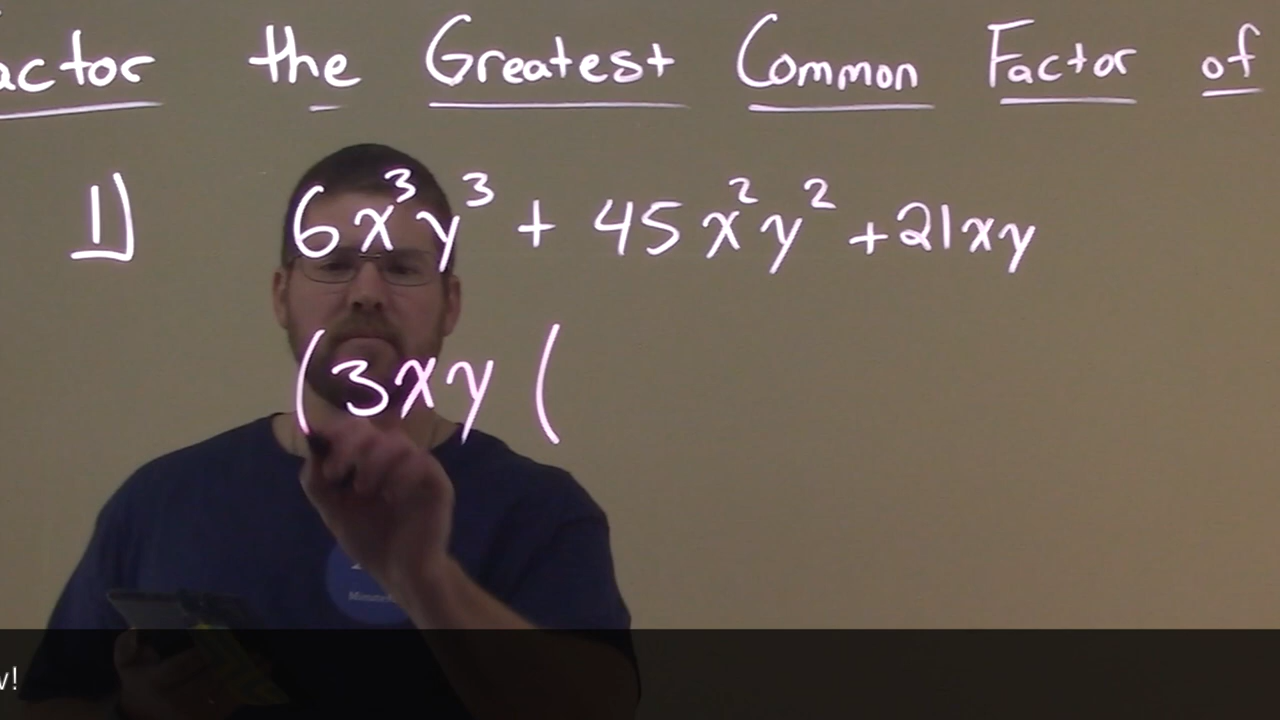 actor the Greatest Common Factor of
1) 6x³y³ + 45x²y² + 21xy
(3xy (
w!